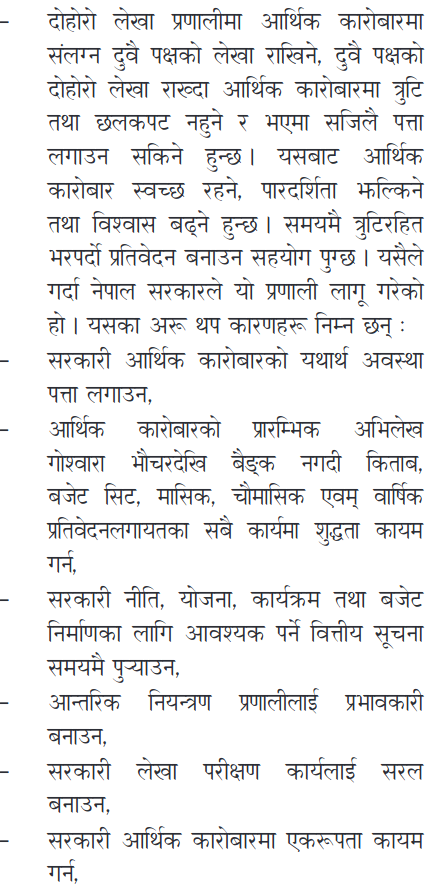 – दोहोरो लेखा प्रणालीमा आर्थिक कारोबारमा
संलग्न दुवै पक्षको लेखा राखिने, दुवै पक्षको
दोहोरो लेखा राख्दा आर्थिक कारोबारमा त्रुटि
तथा छलकपट नहुने र भएमा सजिलै पत्ता
लगाउन सकिने हुन्छ। यसबाट आर्थिक
कारोबार स्वच्छ रहने, पारदर्शिता झल्किने
तथा विश्वास बढ्ने हुन्छ। समयमै त्रुटिरहित
भरपर्दो प्रतिवेदन बनाउन सहयोग पुग्छ। यसैले
गर्दा नेपाल सरकारले यो प्रणाली लागू गरेको
हो। यसका अरू थप कारणहरू निम्न छन् :
– सरकारी आर्थिक कारोबारको यथार्थ अवस्था
पत्ता लगाउन,
– आर्थिक कारोबारको प्रारम्भिक अभिलेख
गोश्वारा भौचरदेखि बैङ्क नगदी किताब,
बजेट सिट, मासिक, चौमासिक एवम् वार्षिक
प्रतिवेदनलगायतका सबै कार्यमा शुद्धता कायम
गर्न,
– सरकारी नीति, योजना, कार्यक्रम तथा बजेट
निर्माणका लागि आवश्यक पर्ने वित्तीय सूचना
समयमै पुऱ्याउन,
– आन्तरिक नियन्त्रण प्रणालीलाई प्रभावकारी
बनाउन,
– सरकारी लेखा परीक्षण कार्यलाई सरल
बनाउन,
– सरकारी आर्थिक कारोबारमा एकरूपता कायम
गर्न,